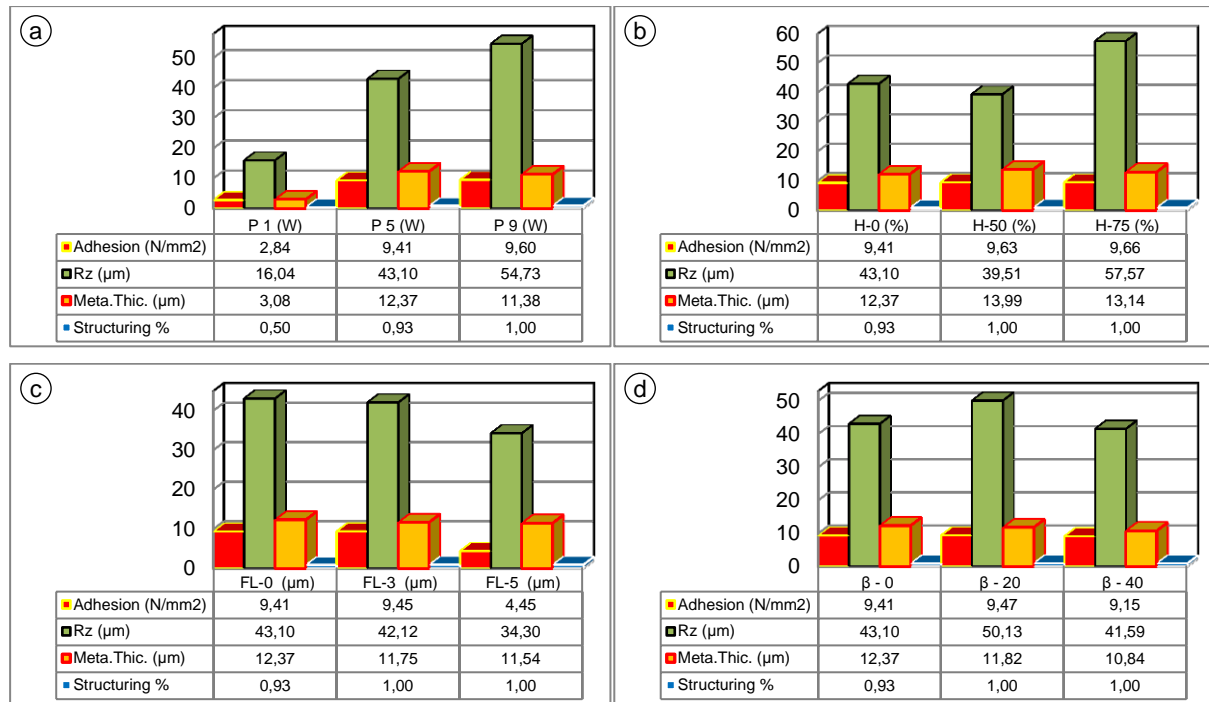 a
50
40
30
20
10
0
P 1 (W) P 5 (W) P 9 (W)
Adhesion (N/mm2) 2,84 9,41 9,60
Rz (µm) 16,04 43,10 54,73
Meta.Thic. (µm) 3,08 12,37 11,38
Structuring % 0,50 0,93 1,00
b
60
50
40
30
20
10
0
H-0 (%) H-50 (%) H-75 (%)
Adhesion (N/mm2) 9,41 9,63 9,66
Rz (µm) 43,10 39,51 57,57
Meta.Thic. (µm) 12,37 13,99 13,14
Structuring % 0,93 1,00 1,00
c
40
30
20
10
0
FL-0 (µm) FL-3 (µm) FL-5 (µm)
Adhesion (N/mm2) 9,41 9,45 4,45
Rz (µm) 43,10 42,12 34,30
Meta.Thic. (µm) 12,37 11,75 11,54
Structuring % 0,93 1,00 1,00
d
50
40
30
20
10
0
β - 0 β - 20 β - 40
Adhesion (N/mm2) 9,41 9,47 9,15
Rz (µm) 43,10 50,13 41,59
Meta.Thic. (µm) 12,37 11,82 10,84
Structuring % 0,93 1,00 1,00